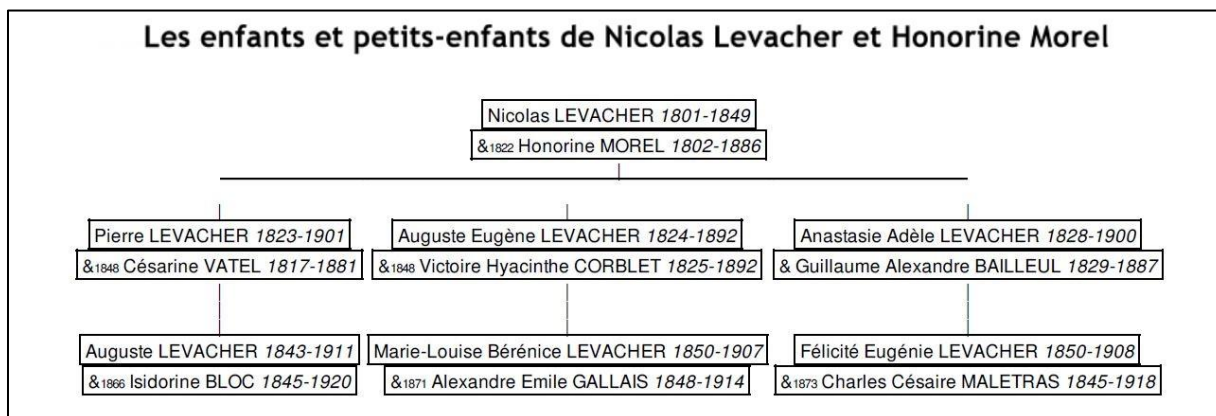 Les enfants et petits-enfants de Nicolas Levacher et Honorine Morel
Nicolas LEVACHER 1801-1849
&1822 Honorine MOREL 1802-1886
Pierre LEVACHER 1823-1901
&1848 Césarine VATEL 1817-1881
Auguste Eugène LEVACHER 1824-1892
&1848 Victoire Hyacinthe CORBLET 1825-1892
Anastasie Adèle LEVACHER 1828-1900
& Guillaume Alexandre BAILLEUL 1829-1887
Auguste LEVACHER 1843-1911
&1866 Isidorine BLOC 1845-1920
Marie-Louise Bérénice LEVACHER 1850-1907
&1871 Alexandre Emile GALLAIS 1848-1914
Félicité Eugénie LEVACHER 1850-1908
&1873 Charles Césaire MALETRAS 1845-1918